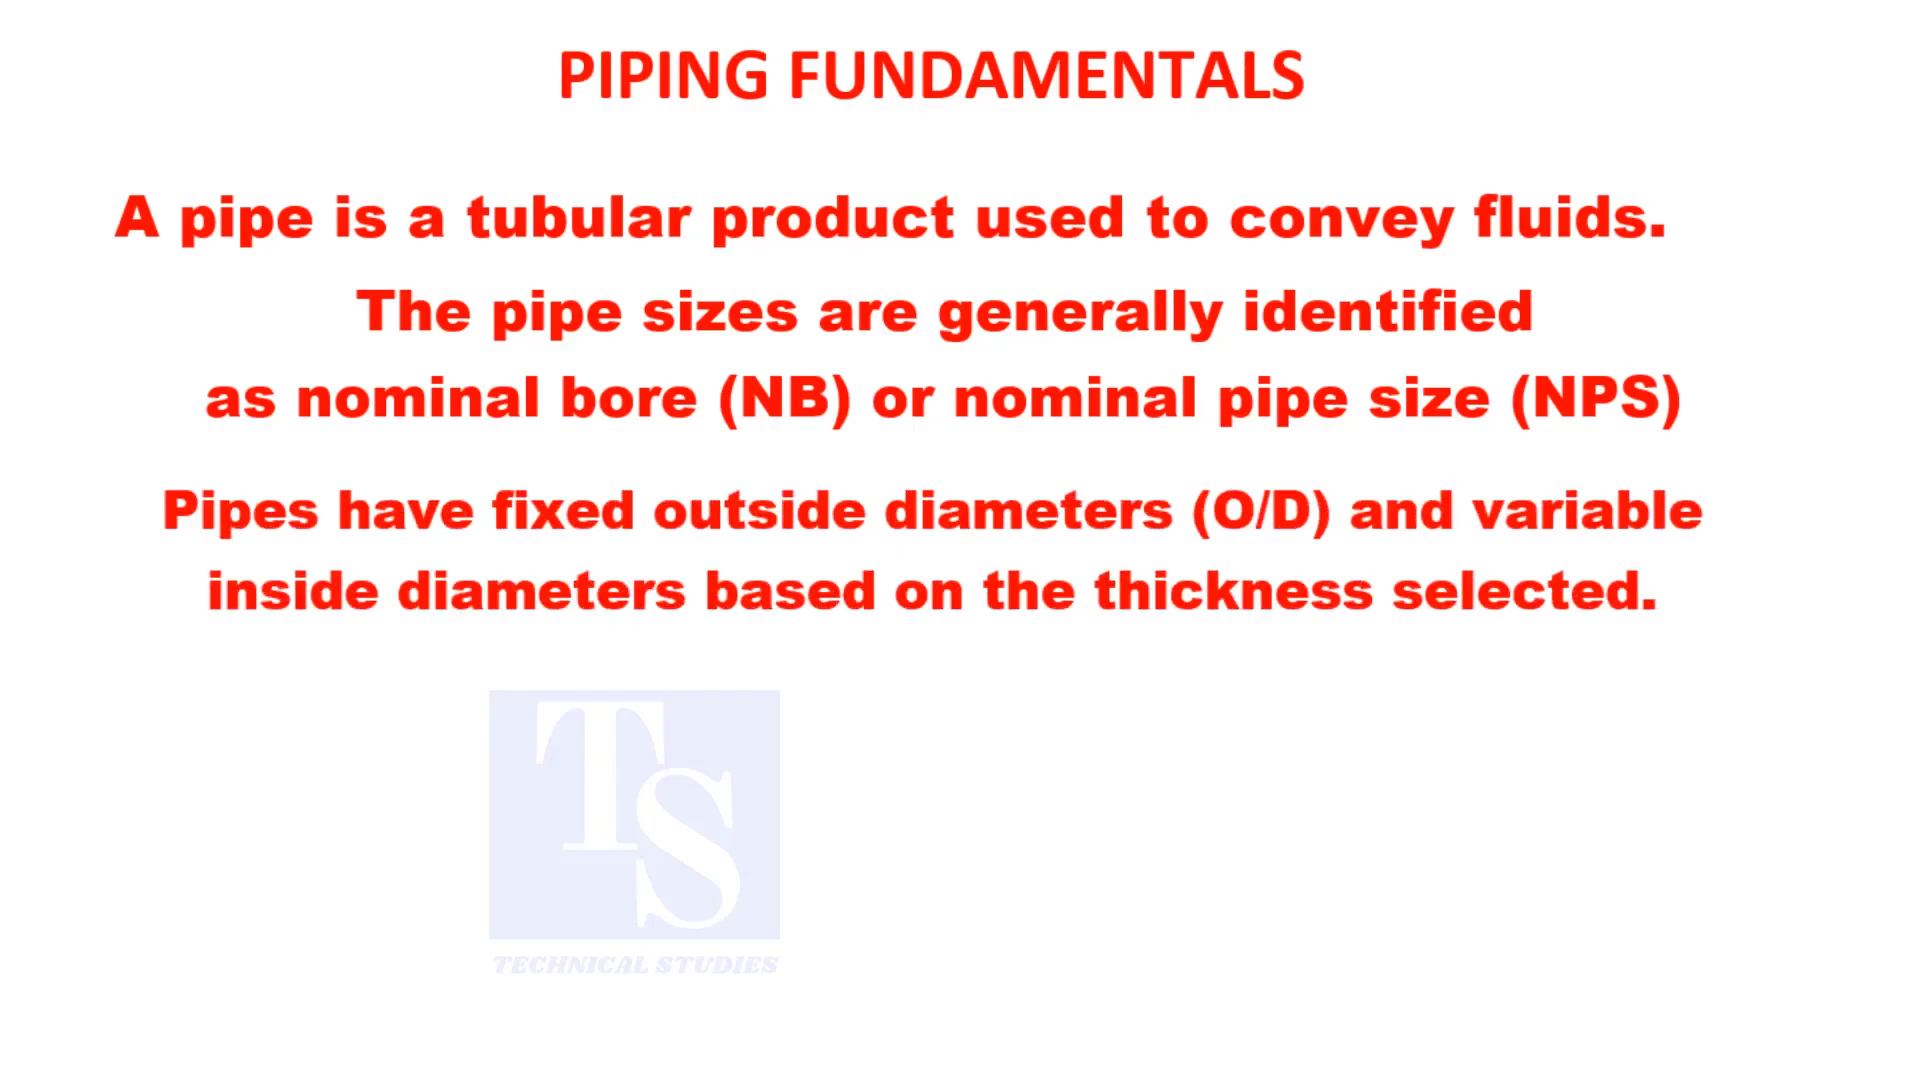 PIPING FUNDAMENTALS
A pipe is a tubular product used to convey fluids.
The pipe sizes are generally identified
as nominal bore (NB) or nominal pipe size (NPS)
Pipes have fixed outside diameters (O/D) and variable
inside diameters based on the thickness selected.
TS
TECHNICAL STUDIES